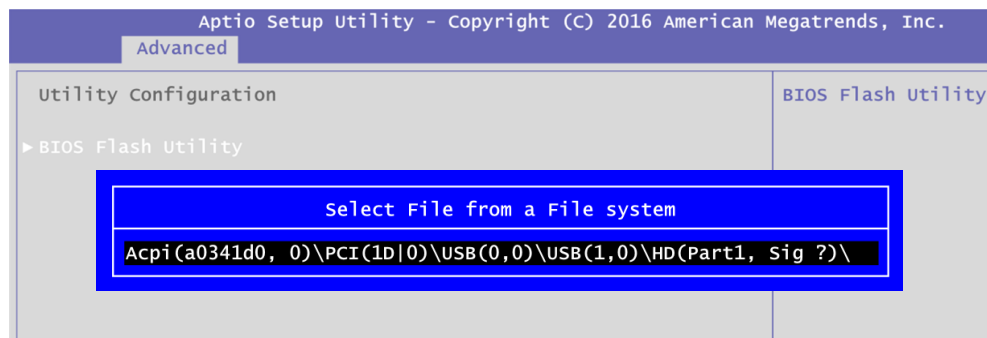 Aptio Setup Utility - Copyright (C) 2016 American Megatrends, Inc.
Advanced
Utility Configuration
BIOS Flash Utility
►BIOS Flash Utility
Select File from a File system
Acpi(a0341d0, 0)\PCI(1D|0)\USB(0,0)\USB(1,0)\HD(Part1, Sig ?)\